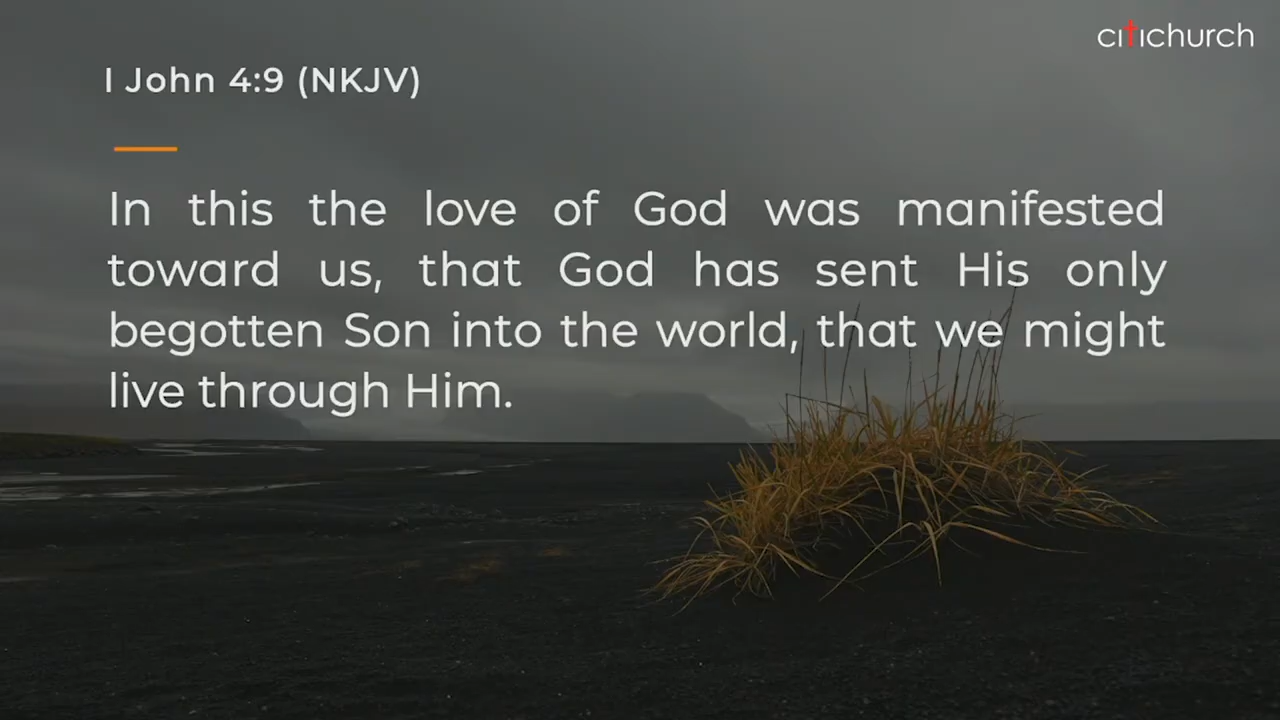 citichurch
I John 4:9 (NKJV)
In this the love of God was manifested
toward us, that God has sent His only
begotten Son into the world, that we might
live through Him.